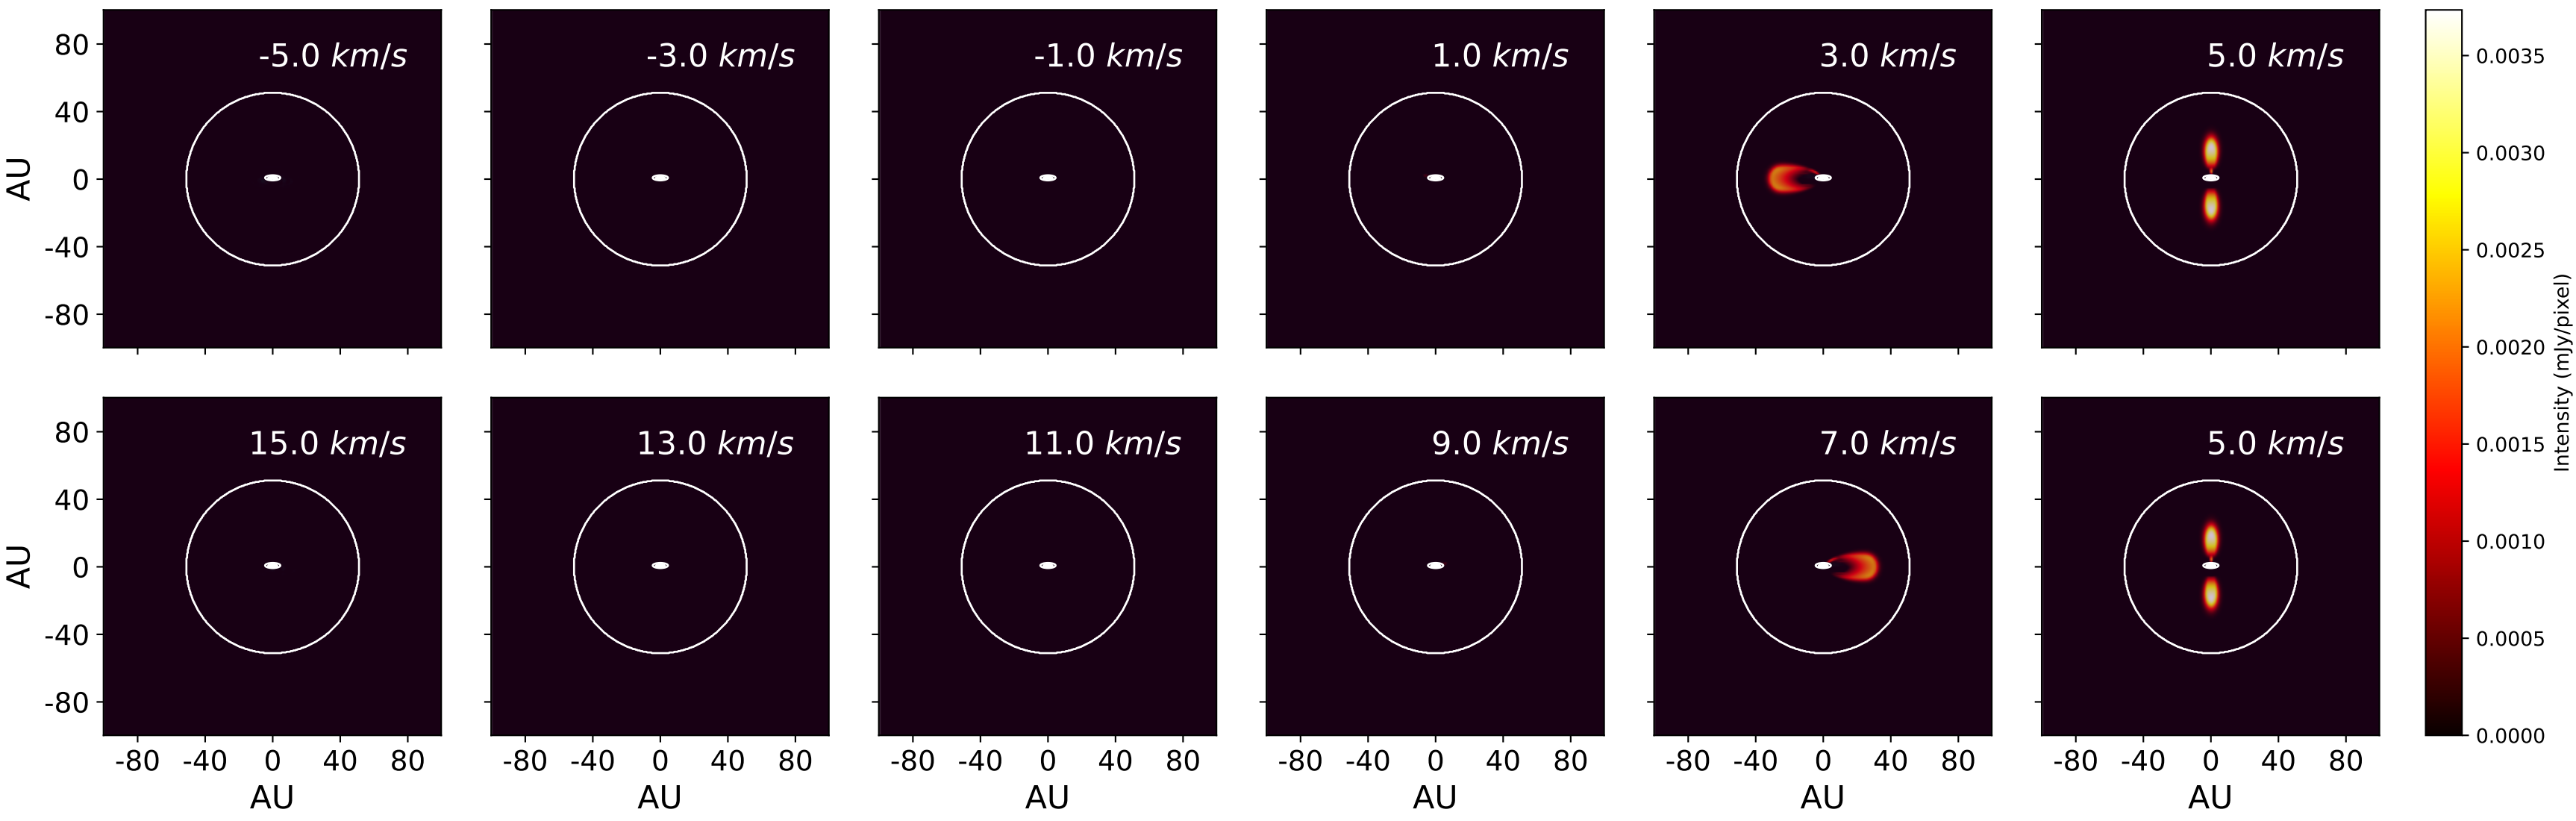 -5.0 km/s
-3.0 km/s
-1.0 km/s
1.0 km/s
3.0 km/s
5.0 km/s
80
40
0
-40
-80
AU
15.0 km/s
13.0 km/s
11.0 km/s
9.0 km/s
7.0 km/s
5.0 km/s
80
40
0
-40
-80
AU
-80 -40 0 40 80
-80 -40 0 40 80
-80 -40 0 40 80
-80 -40 0 40 80
-80 -40 0 40 80
-80 -40 0 40 80
AU
AU
AU
AU
AU
AU
0.0035
0.0030
0.0025
0.0020
0.0015
0.0010
0.0005
0.0000
Intensity (mJy/pixel)